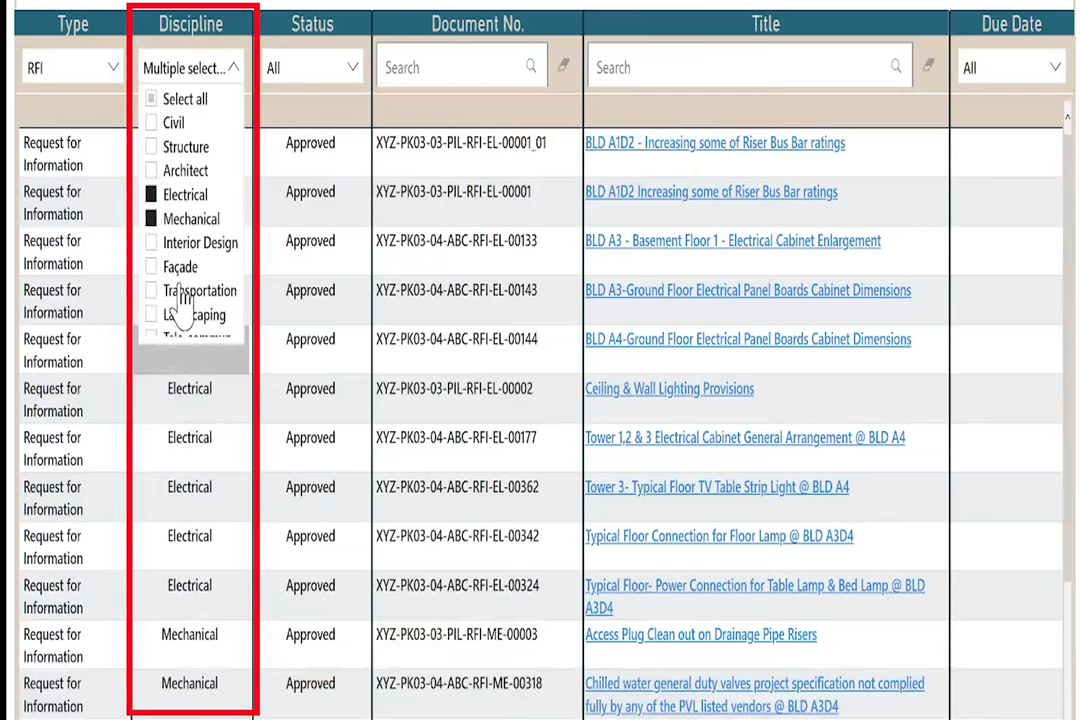 Type Discipline Status Document No. Title Due Date
RFI Multiple select... All Search Search All
Select all
Civil
Structure
Architect
Electrical
Mechanical
Interior Design
Façade
Transportation
Request for Information Approved XYZ-PK03-03-PIL-RFI-EL-00001_01 BLD A1D2 - Increasing some of Riser Bus Bar ratings
Request for Information Approved XYZ-PK03-03-PIL-RFI-EL-00001 BLD A1D2 Increasing some of Riser Bus Bar ratings
Request for Information Approved XYZ-PK03-04-ABC-RFI-EL-00133 BLD A3 - Basement Floor 1 - Electrical Cabinet Enlargement
Request for Information Approved XYZ-PK03-04-ABC-RFI-EL-00143 BLD A3-Ground Floor Electrical Panel Boards Cabinet Dimensions
Request for Information Approved XYZ-PK03-04-ABC-RFI-EL-00144 BLD A4-Ground Floor Electrical Panel Boards Cabinet Dimensions
Request for Information Electrical Approved XYZ-PK03-03-PIL-RFI-EL-00002 Ceiling & Wall Lighting Provisions
Request for Information Electrical Approved XYZ-PK03-04-ABC-RFI-EL-00177 Tower 1,2 & 3 Electrical Cabinet General Arrangement @ BLD A4
Request for Information Electrical Approved XYZ-PK03-04-ABC-RFI-EL-00362 Tower 3- Typical Floor TV Table Strip Light @ BLD A4
Request for Information Electrical Approved XYZ-PK03-04-ABC-RFI-EL-00342 Typical Floor Connection for Floor Lamp @ BLD A3D4
Request for Information Electrical Approved XYZ-PK03-04-ABC-RFI-EL-00324 Typical Floor- Power Connection for Table Lamp & Bed Lamp @ BLD A3D4
Request for Information Mechanical Approved XYZ-PK03-03-PIL-RFI-ME-00003 Access Plug Clean out on Drainage Pipe Risers
Request for Information Mechanical Approved XYZ-PK03-04-ABC-RFI-ME-00318 Chilled water general duty valves project specification not complied fully by any of the PVL listed vendors @ BLD A3D4